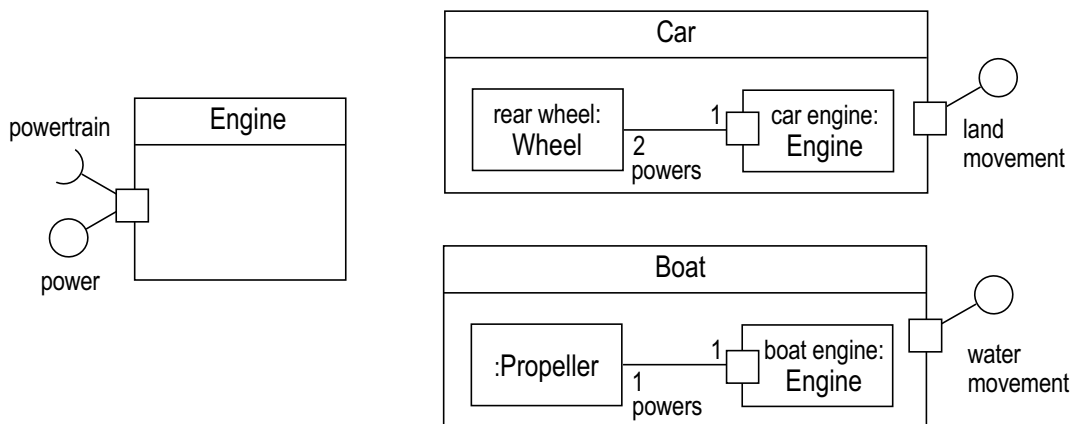 powertrain
Engine
power
Car
rear wheel:
Wheel
2
powers
1
car engine:
Engine
land
movement
Boat
:Propeller
1
powers
1
boat engine:
Engine
water
movement